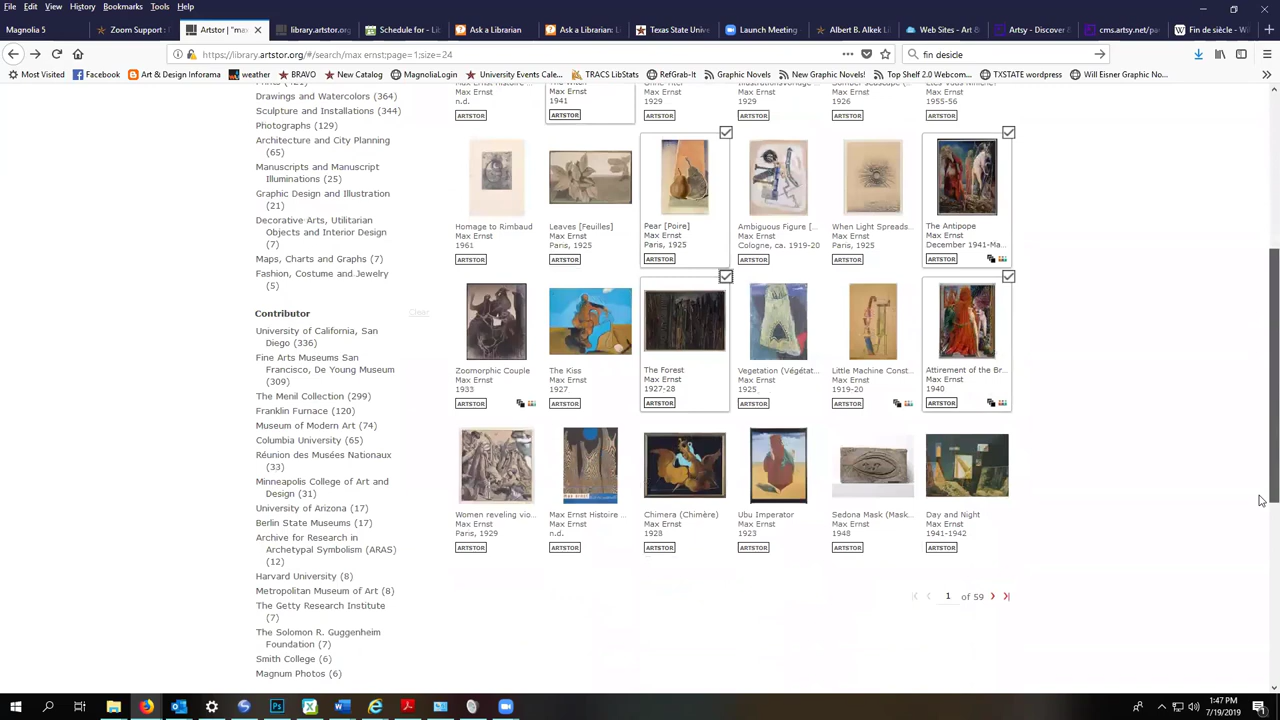 File Edit View History Bookmarks Tools Help
Magnolia 5
Zoom Support :
Artstor | "max
library.artstor.org/
Schedule for - Lib
Ask a Librarian
Ask a Librarian:
Texas State Univer
Launch Meeting
Web Sites - Art &
Albert B. Alkek Lib
Artsy - Discover &
cms.artsy.net/par
Fin de siècle - Wi
https://library.artstor.org/#/search/max ernst;page=1;size=24
fin desicle
Most Visited Facebook Art & Design Inforama weather BRAVO New Catalog MagnoliaLogin University Events Cale... TRACS LibStats RefGrab-It Graphic Novels New Graphic Novels! Top Shelf 2.0 Webcom... TXSTATE wordpress Will Eisner Graphic No...
Drawings and Watercolors (364)
Sculpture and Installations (344)
Photographs (129)
Architecture and City Planning
(65)
Manuscripts and Manuscript
Illuminations (25)
Graphic Design and Illustration
(21)
Decorative Arts, Utilitarian
Objects and Interior Design
(7)
Maps, Charts and Graphs (7)
Fashion, Costume and Jewelry
(5)
Contributor
Clear
University of California, San
Diego (336)
Fine Arts Museums San
Francisco, De Young Museum
(309)
The Menil Collection (299)
Franklin Furnace (120)
Museum of Modern Art (74)
Columbia University (65)
Réunion des Musées Nationaux
(33)
Minneapolis College of Art and
Design (31)
University of Arizona (17)
Berlin State Museums (17)
Archive for Research in
Archetypal Symbolism (ARAS)
(12)
Harvard University (8)
Metropolitan Museum of Art (8)
The Getty Research Institute
(7)
The Solomon R. Guggenheim
Foundation (7)
Smith College (6)
Magnum Photos (6)
Max Ernst
n.d.
ARTSTOR
Max Ernst
1941
ARTSTOR
Max Ernst
1929
ARTSTOR
Max Ernst
1929
ARTSTOR
Max Ernst
1926
ARTSTOR
Max Ernst
1955-56
ARTSTOR
Homage to Rimbaud
Max Ernst
1961
ARTSTOR
Leaves [Feuilles]
Max Ernst
Paris, 1925
ARTSTOR
Pear [Poire]
Max Ernst
Paris, 1925
ARTSTOR
Ambiguous Figure [...
Max Ernst
Cologne, ca. 1919-20
ARTSTOR
When Light Spreads...
Max Ernst
Paris, 1925
ARTSTOR
The Antipope
Max Ernst
December 1941-Ma...
ARTSTOR
Zoomorphic Couple
Max Ernst
1933
ARTSTOR
The Kiss
Max Ernst
1927
ARTSTOR
The Forest
Max Ernst
1927-28
ARTSTOR
Vegetation (Végétat...
Max Ernst
1925
ARTSTOR
Little Machine Const...
Max Ernst
1919-20
ARTSTOR
Attirement of the Br...
Max Ernst
1940
ARTSTOR
Women reveling vio...
Max Ernst
Paris, 1929
ARTSTOR
Max Ernst Histoire ...
Max Ernst
n.d.
ARTSTOR
Chimera (Chimère)
Max Ernst
1928
ARTSTOR
Ubu Imperator
Max Ernst
1923
ARTSTOR
Sedona Mask (Mask...
Max Ernst
1948
ARTSTOR
Day and Night
Max Ernst
1941-1942
ARTSTOR
1 of 59
1:47 PM
7/19/2019